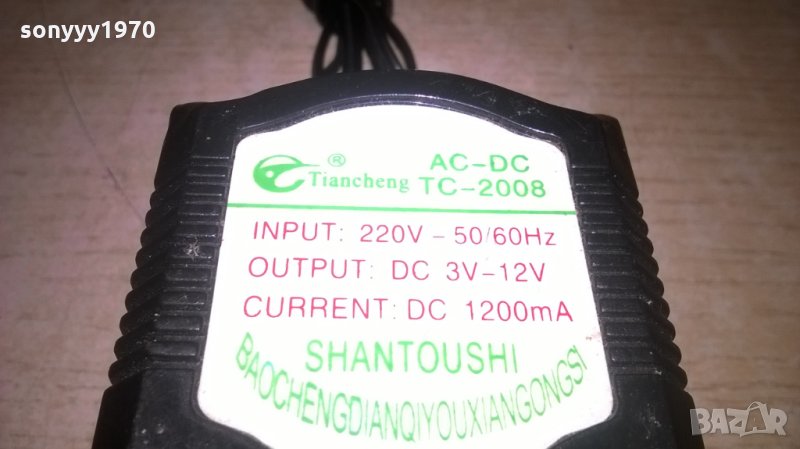 sonyyy1970
® AC-DC
Tiancheng TC-2008
INPUT: 220V - 50/60Hz
OUTPUT: DC 3V-12V
CURRENT: DC 1200mA
SHANTOUSHI
BAOCHENGDIANQIYOUXIANGONGSI
BAZAR